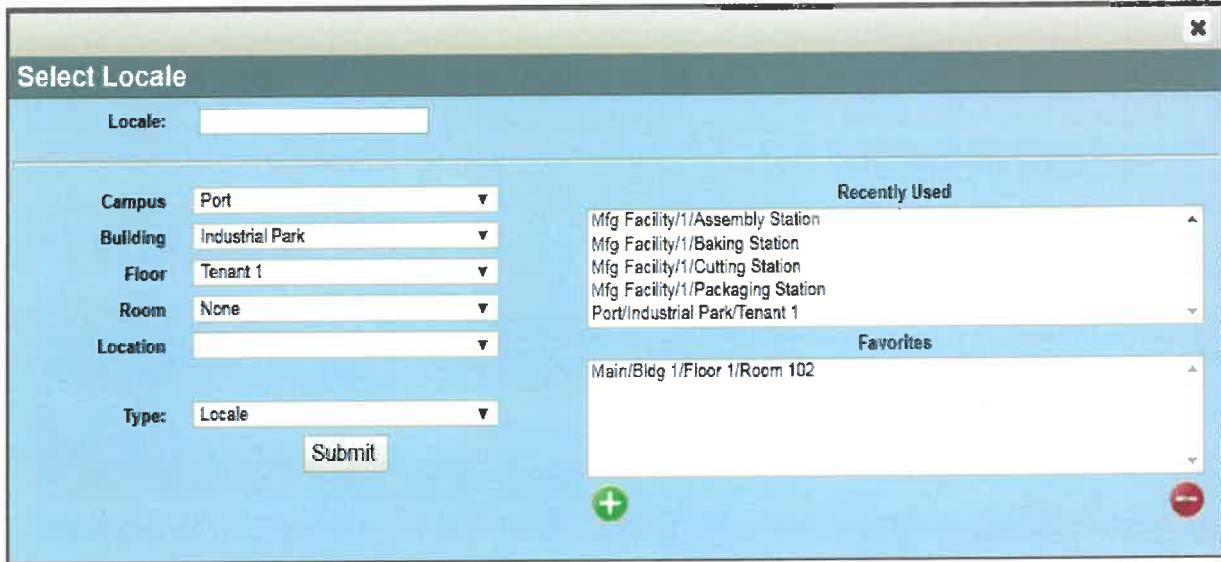 Select Locale
Locale:
Campus Port
Building Industrial Park
Floor Tenant 1
Room None
Location
Type: Locale
Submit
Recently Used
Mfg Facility/1/Assembly Station
Mfg Facility/1/Baking Station
Mfg Facility/1/Cutting Station
Mfg Facility/1/Packaging Station
Port/Industrial Park/Tenant 1
Favorites
Main/Bldg 1/Floor 1/Room 102